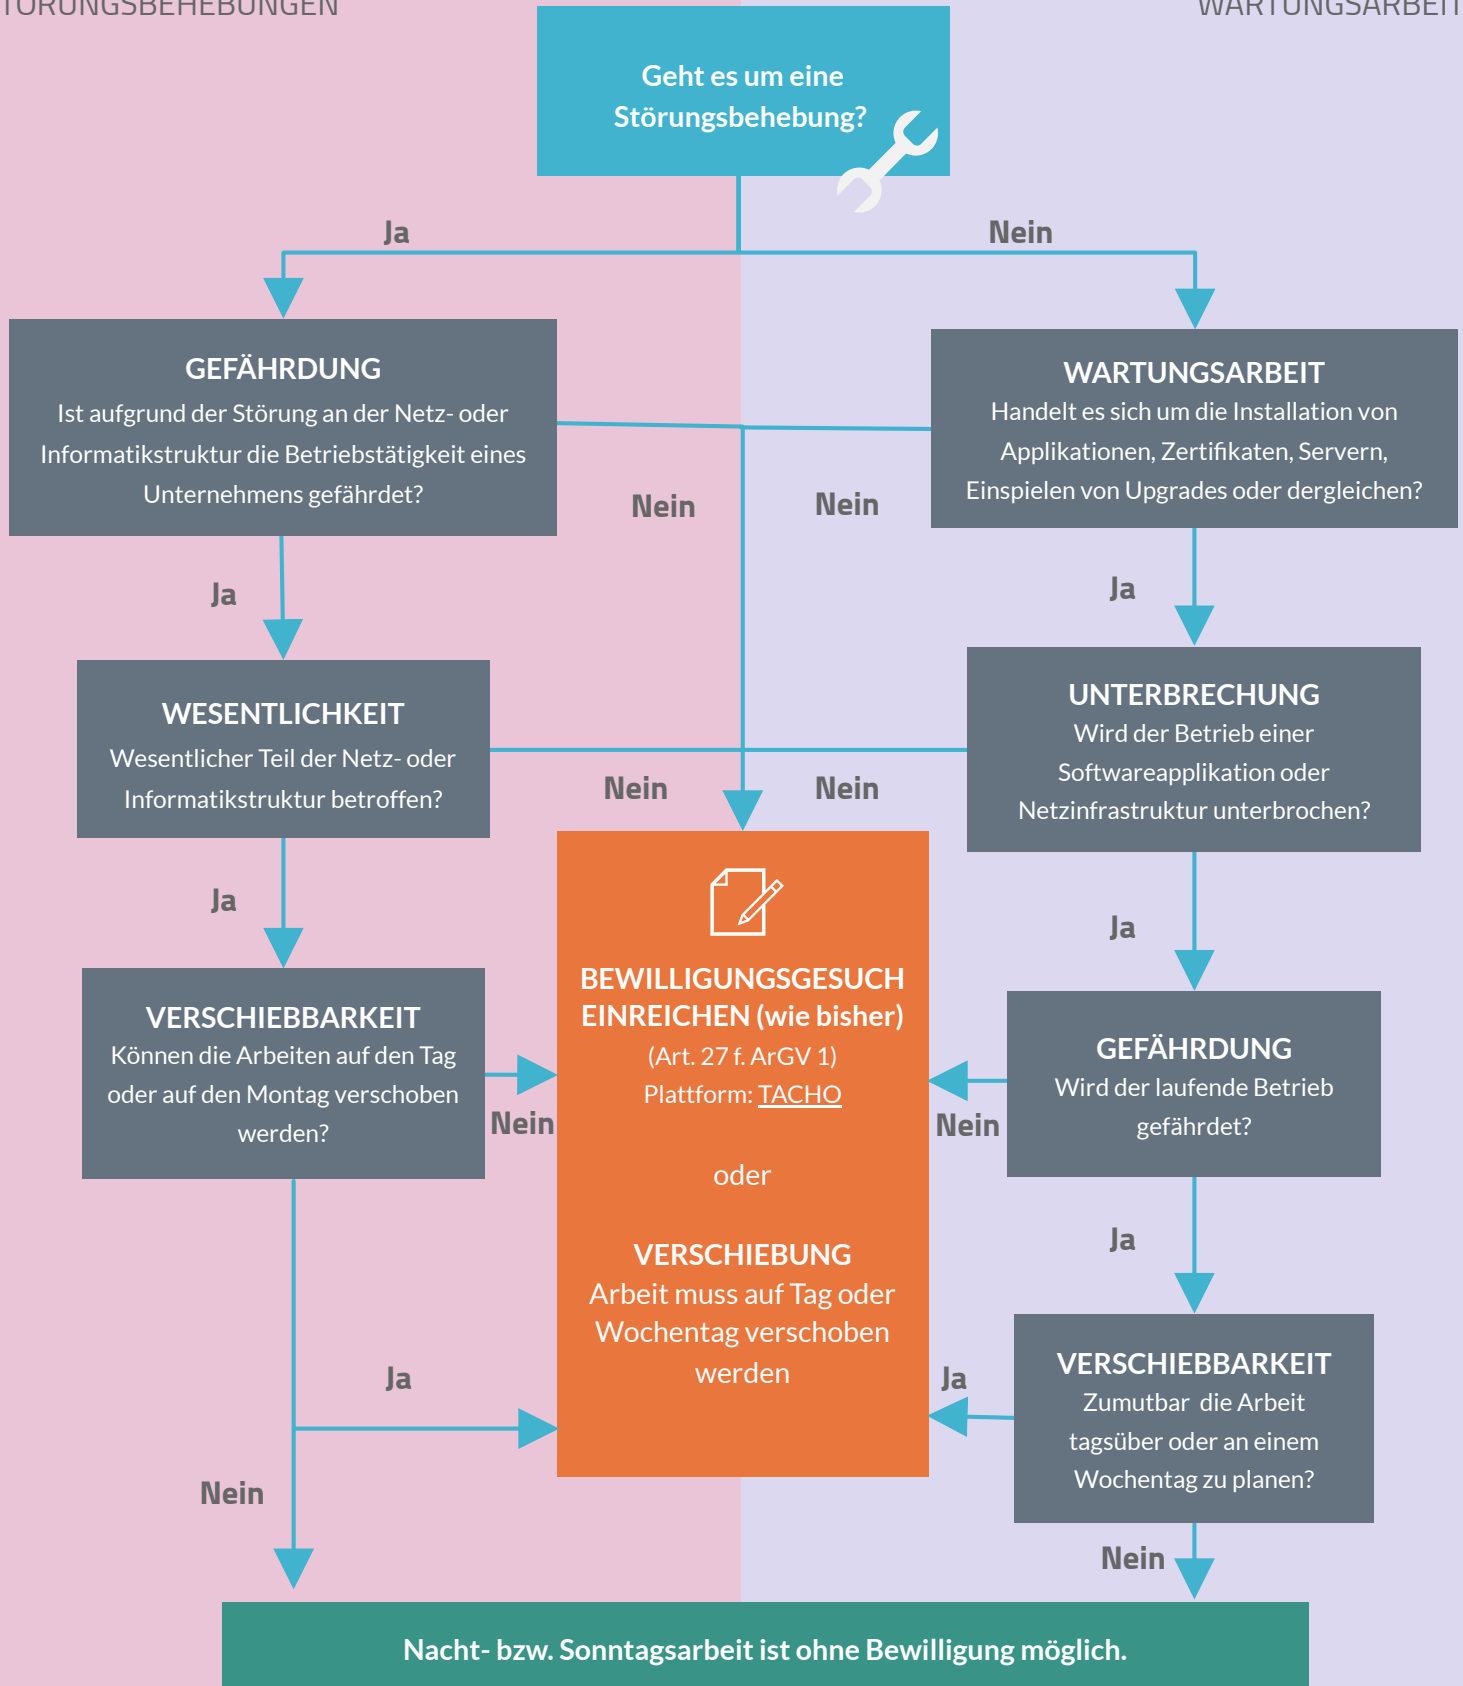 TÖRUNGSBEHEBUNGEN
WARTUNGSARBEIT
Geht es um eine
Störungsbehebung?
Ja
Nein
GEFÄHRDUNG
Ist aufgrund der Störung an der Netz- oder
Informatikstruktur die Betriebstätigkeit eines
Unternehmens gefährdet?
WARTUNGSARBEIT
Handelt es sich um die Installation von
Applikationen, Zertifikaten, Servern,
Einspielen von Upgrades oder dergleichen?
Nein
Nein
Ja
Ja
WESENTLICHKEIT
Wesentlicher Teil der Netz- oder
Informatikstruktur betroffen?
UNTERBRECHUNG
Wird der Betrieb einer
Softwareapplikation oder
Netzinfrastruktur unterbrochen?
Nein
Nein
Ja
Ja
BEWILLIGUNGSGESUCH
EINREICHEN (wie bisher)
(Art. 27 f. ArGV 1)
Plattform: TACHO
oder
VERSCHIEBUNG
Arbeit muss auf Tag oder
Wochentag verschoben
werden
VERSCHIEBBARKEIT
Können die Arbeiten auf den Tag
oder auf den Montag verschoben
werden?
Nein
GEFÄHRDUNG
Wird der laufende Betrieb
gefährdet?
Nein
Ja
VERSCHIEBBARKEIT
Zumutbar die Arbeit
tagsüber oder an einem
Wochentag zu planen?
Ja
Ja
Nein
Nein
Nacht- bzw. Sonntagsarbeit ist ohne Bewilligung möglich.